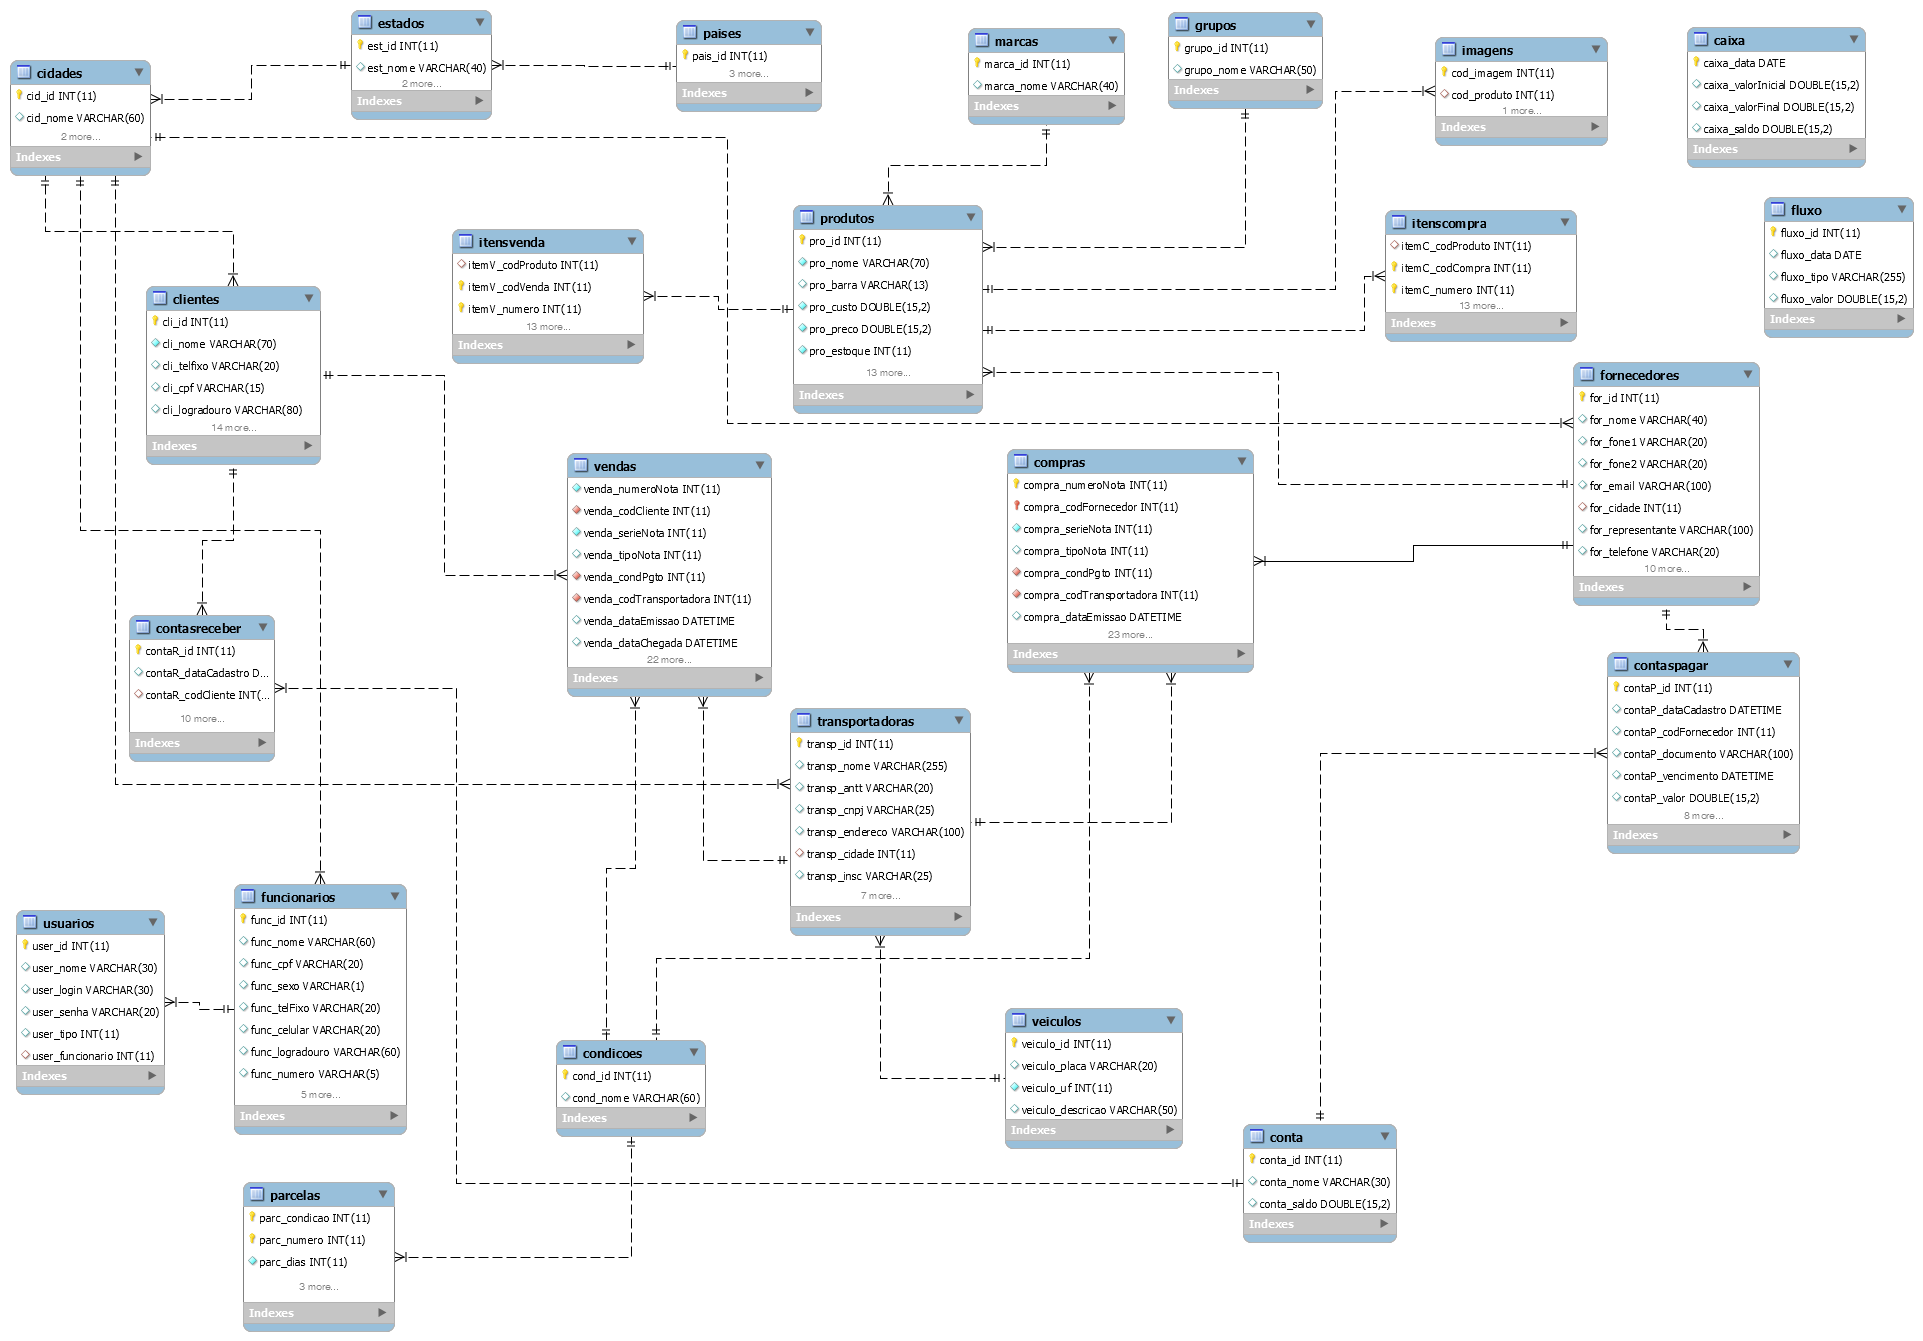 estados
est_id INT(11)
est_nome VARCHAR(40)
2 more...
Indexes
paises
pais_id INT(11)
3 more...
Indexes
marcas
marca_id INT(11)
marca_nome VARCHAR(40)
Indexes
grupos
grupo_id INT(11)
grupo_nome VARCHAR(50)
Indexes
imagens
cod_imagem INT(11)
cod_produto INT(11)
1 more...
Indexes
caixa
caixa_data DATE
caixa_valorInicial DOUBLE(15,2)
caixa_valorFinal DOUBLE(15,2)
caixa_saldo DOUBLE(15,2)
Indexes
cidades
cid_id INT(11)
cid_nome VARCHAR(60)
2 more...
Indexes
fluxo
fluxo_id INT(11)
fluxo_data DATE
fluxo_tipo VARCHAR(255)
fluxo_valor DOUBLE(15,2)
Indexes
itensvenda
itemV_codProduto INT(11)
itemV_codVenda INT(11)
itemV_numero INT(11)
13 more...
Indexes
produtos
pro_id INT(11)
pro_nome VARCHAR(70)
pro_barra VARCHAR(13)
pro_custo DOUBLE(15,2)
pro_preco DOUBLE(15,2)
pro_estoque INT(11)
13 more...
Indexes
itenscompra
itemC_codProduto INT(11)
itemC_codCompra INT(11)
itemC_numero INT(11)
13 more...
Indexes
clientes
cli_id INT(11)
cli_nome VARCHAR(70)
cli_telfixo VARCHAR(20)
cli_cpf VARCHAR(15)
cli_logradouro VARCHAR(80)
14 more...
Indexes
fornecedores
for_id INT(11)
for_nome VARCHAR(40)
for_fone1 VARCHAR(20)
for_fone2 VARCHAR(20)
for_email VARCHAR(100)
for_cidade INT(11)
for_representante VARCHAR(100)
for_telefone VARCHAR(20)
10 more...
Indexes
vendas
venda_numeroNota INT(11)
venda_codCliente INT(11)
venda_serieNota INT(11)
venda_tipoNota INT(11)
venda_condPgto INT(11)
venda_codTransportadora INT(11)
venda_dataEmissao DATETIME
venda_dataChegada DATETIME
22 more...
Indexes
compras
compra_numeroNota INT(11)
compra_codFornecedor INT(11)
compra_serieNota INT(11)
compra_tipoNota INT(11)
compra_condPgto INT(11)
compra_codTransportadora INT(11)
compra_dataEmissao DATETIME
23 more...
Indexes
contasreceber
contaR_id INT(11)
contaR_dataCadastro D...
contaR_codCliente INT(...
10 more...
Indexes
contaspagar
contaP_id INT(11)
contaP_dataCadastro DATETIME
contaP_codFornecedor INT(11)
contaP_documento VARCHAR(100)
contaP_vencimento DATETIME
contaP_valor DOUBLE(15,2)
8 more...
Indexes
transportadoras
transp_id INT(11)
transp_nome VARCHAR(255)
transp_antt VARCHAR(20)
transp_cnpj VARCHAR(25)
transp_endereco VARCHAR(100)
transp_cidade INT(11)
transp_insc VARCHAR(25)
7 more...
Indexes
usuarios
user_id INT(11)
user_nome VARCHAR(30)
user_login VARCHAR(30)
user_senha VARCHAR(20)
user_tipo INT(11)
user_funcionario INT(11)
Indexes
funcionarios
func_id INT(11)
func_nome VARCHAR(60)
func_cpf VARCHAR(20)
func_sexo VARCHAR(1)
func_telFixo VARCHAR(20)
func_celular VARCHAR(20)
func_logradouro VARCHAR(60)
func_numero VARCHAR(5)
5 more...
Indexes
veiculos
veiculo_id INT(11)
veiculo_placa VARCHAR(20)
veiculo_uf INT(11)
veiculo_descricao VARCHAR(50)
Indexes
condicoes
cond_id INT(11)
cond_nome VARCHAR(60)
Indexes
conta
conta_id INT(11)
conta_nome VARCHAR(30)
conta_saldo DOUBLE(15,2)
Indexes
parcelas
parc_condicao INT(11)
parc_numero INT(11)
parc_dias INT(11)
3 more...
Indexes